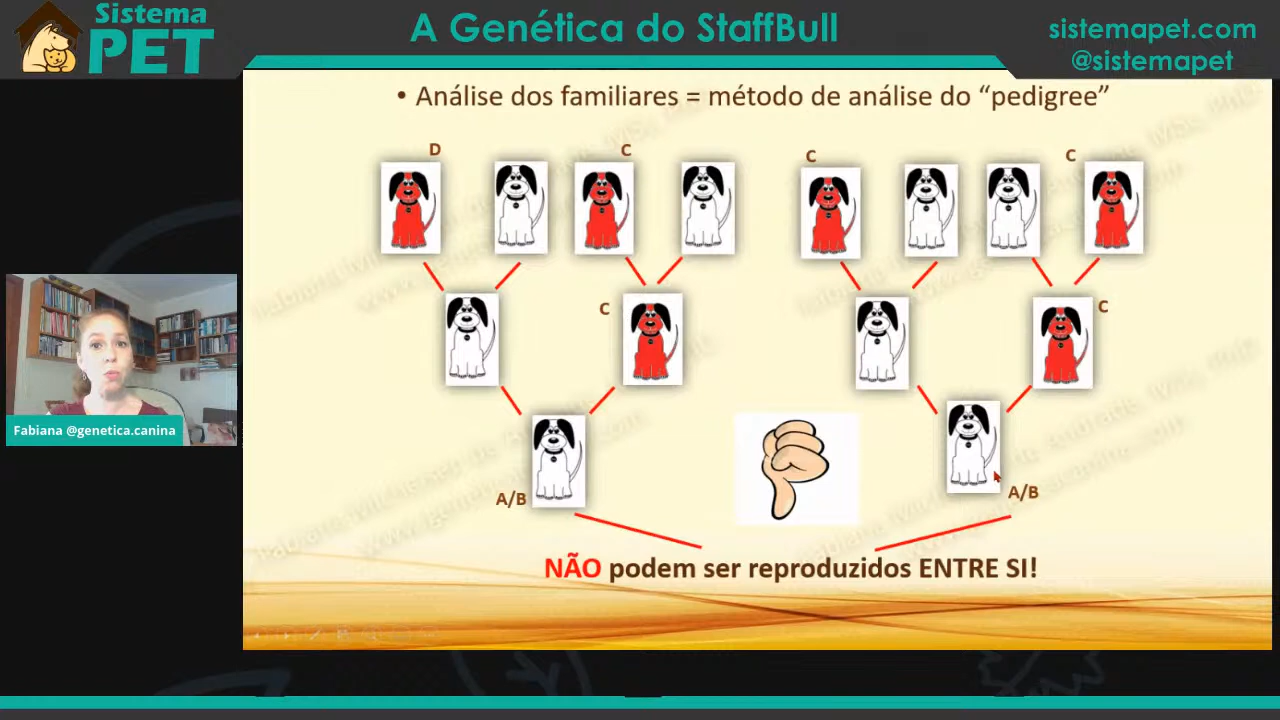 Sistema
PET
A Genética do StaffBull
sistemapet.com
@sistemapet
• Análise dos familiares = método de análise do “pedigree”
D
C
C
C
C
C
A/B
A/B
Fabiana @genetica.canina
NÃO podem ser reproduzidos ENTRE SI!